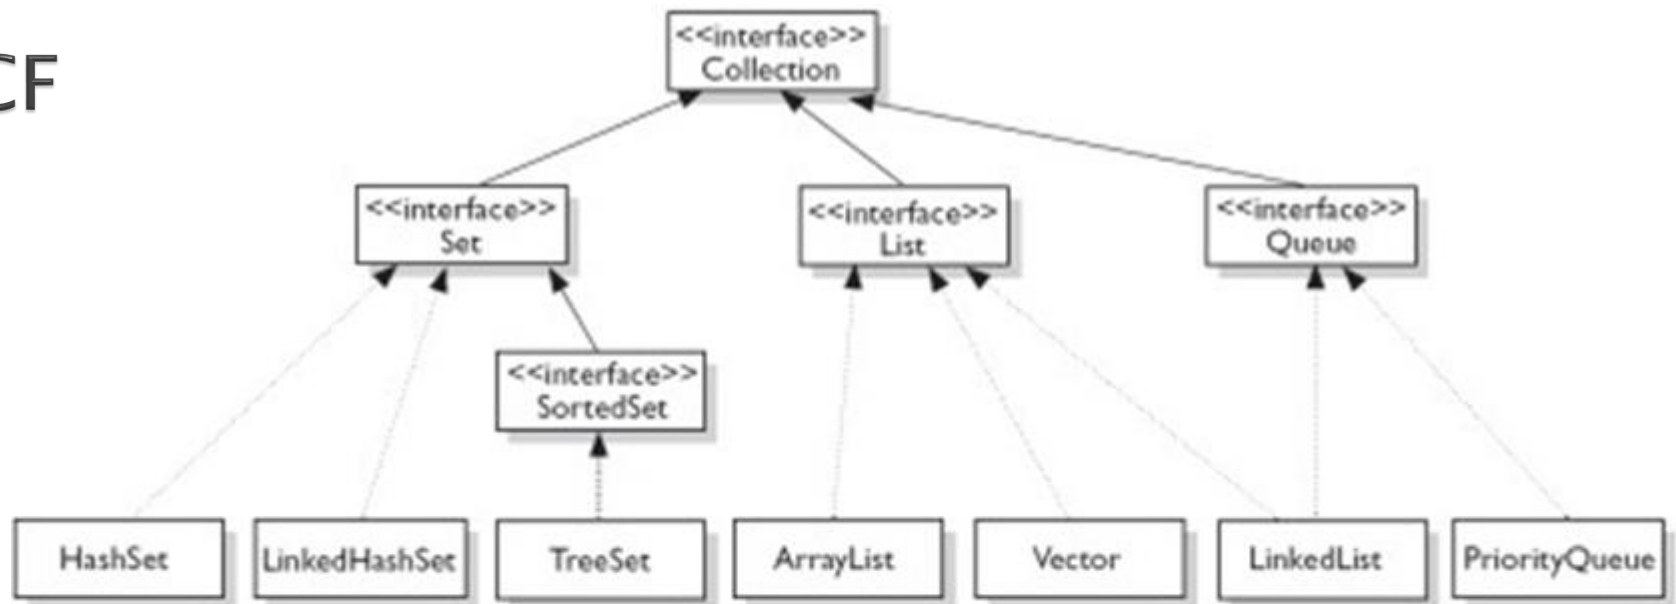 CF
<<interface>>
Collection
<<interface>>
Set
<<interface>>
List
<<interface>>
Queue
<<interface>>
SortedSet
HashSet
LinkedHashSet
TreeSet
ArrayList
Vector
LinkedList
PriorityQueue